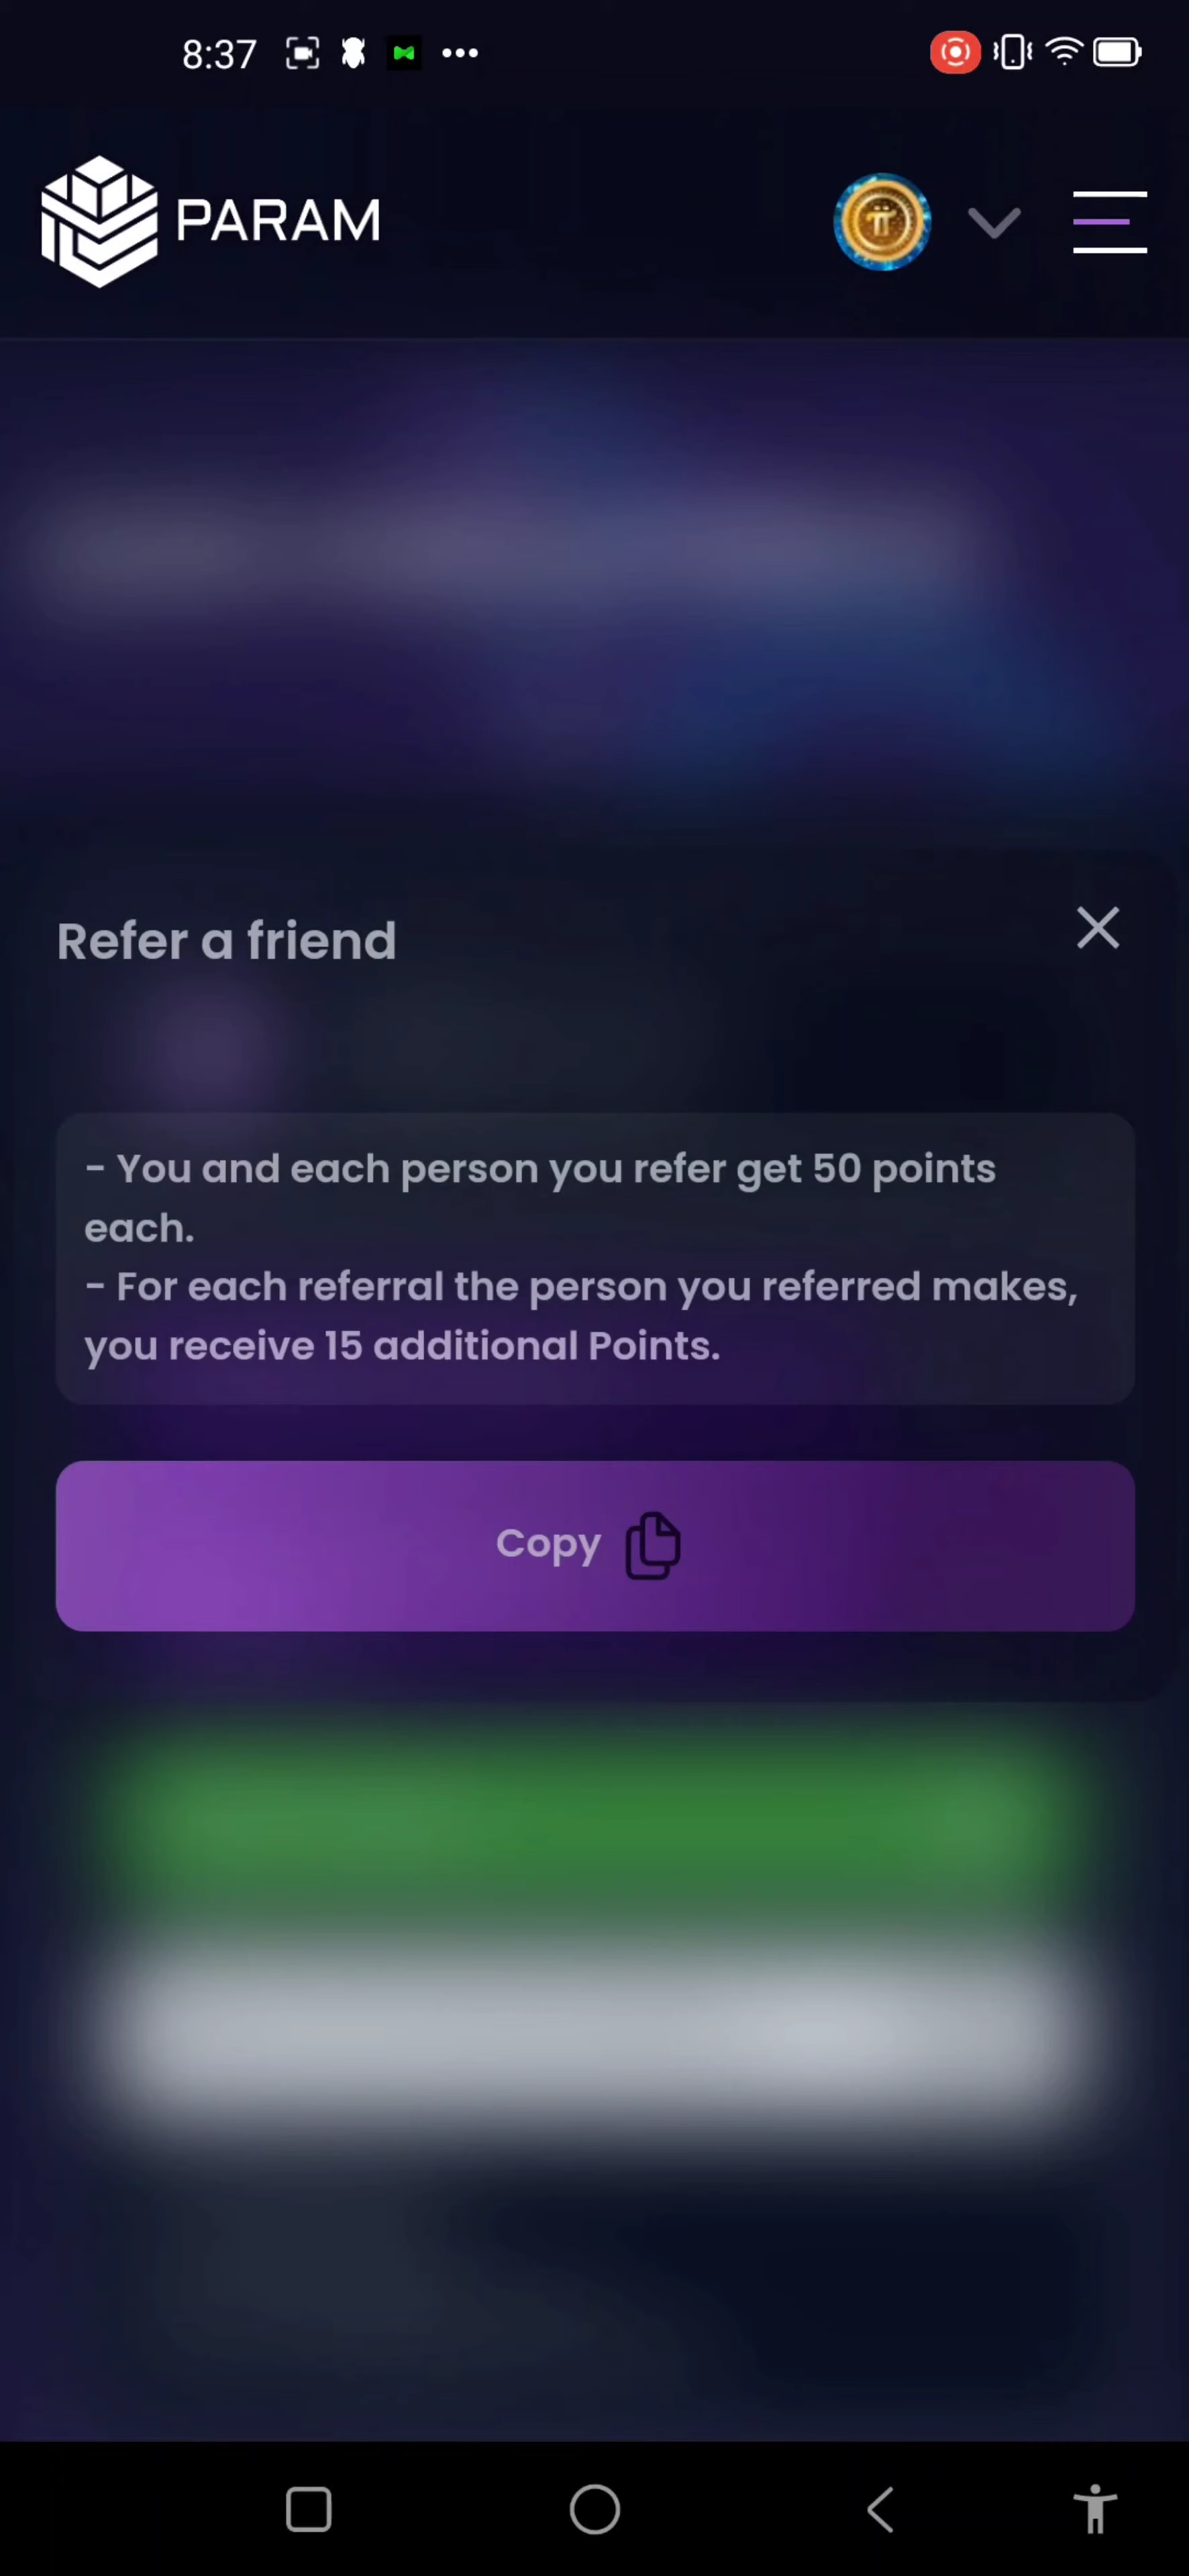 8:37
PARAM
Refer a friend
- You and each person you refer get 50 points
each.
- For each referral the person you referred makes,
you receive 15 additional Points.
Copy